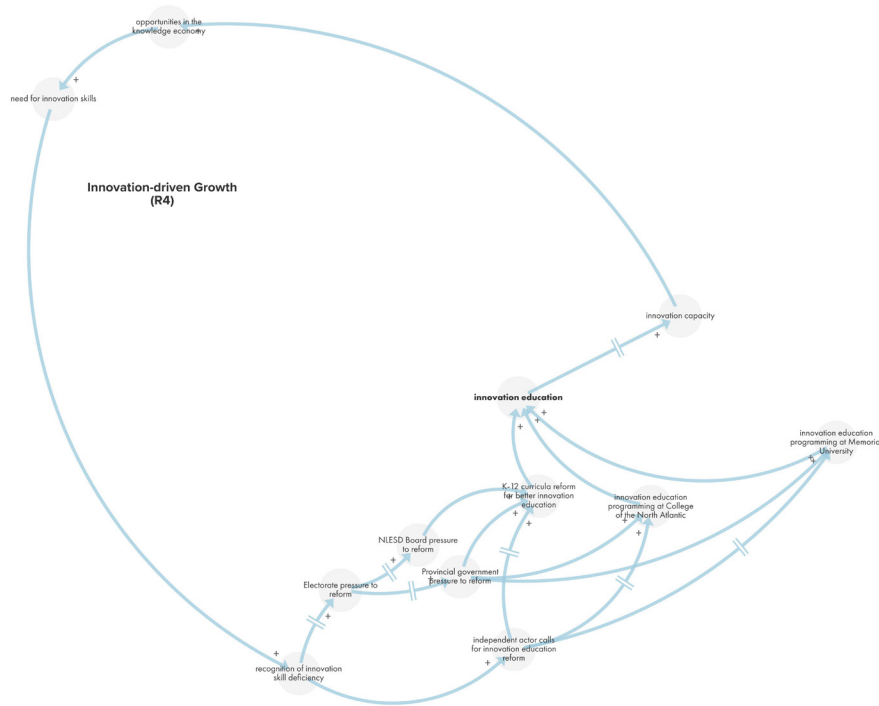 opportunities in the
knowledge economy
+
+
need for innovation skills
Innovation-driven Growth
(R4)
innovation capacity
+
innovation education
+
+
+
innovation education
programming at Memoria
University
+
+
K-12 curricula reform
for better innovation
education
+
+
+
innovation education
programming at College
of the North Atlantic
+
+
NLESD Board pressure
to reform
+
Provincial government
pressure to reform
+
Electorate pressure to
reform
+
independent actor calls
for innovation education
reform
+
recognition of innovation
skill deficiency
+